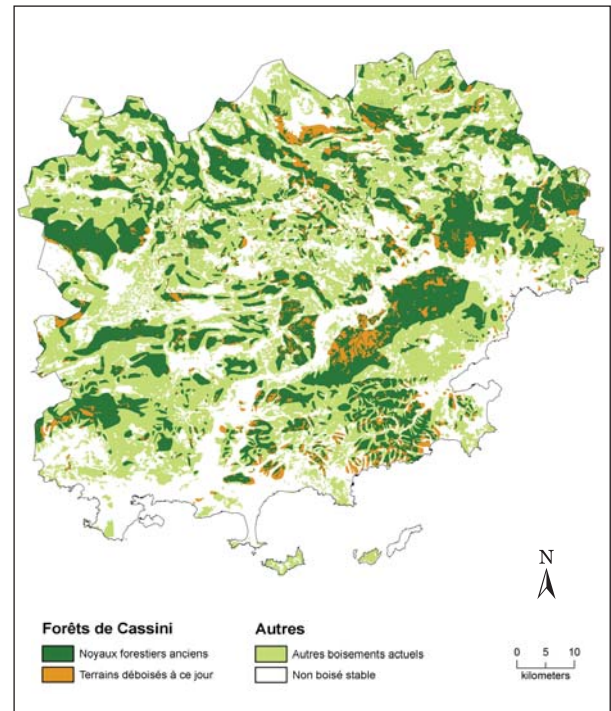 N
Forêts de Cassini
Noyaux forestiers anciens
Terrains déboisés à ce jour
Autres
Autres boisements actuels
Non boisé stable
0 10
kilometers